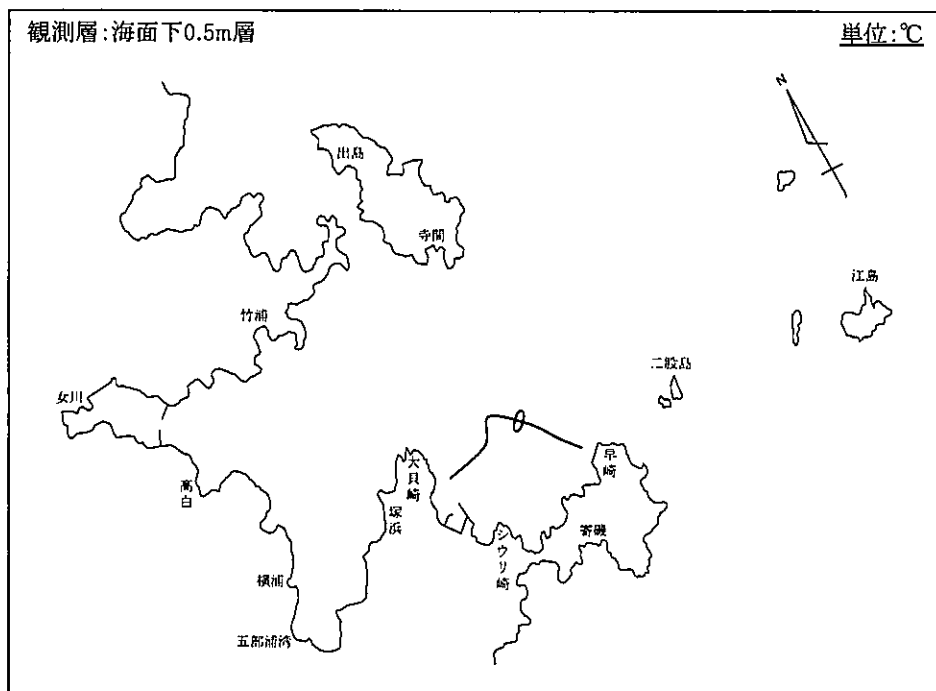 観測層:海面下0.5m層
単位:℃
N
出島
寺間
江島
竹浦
二股島
女川
早崎
大貝崎
高白
塚浜
シウリ崎
寄磯
横浦
五部浦湾
0